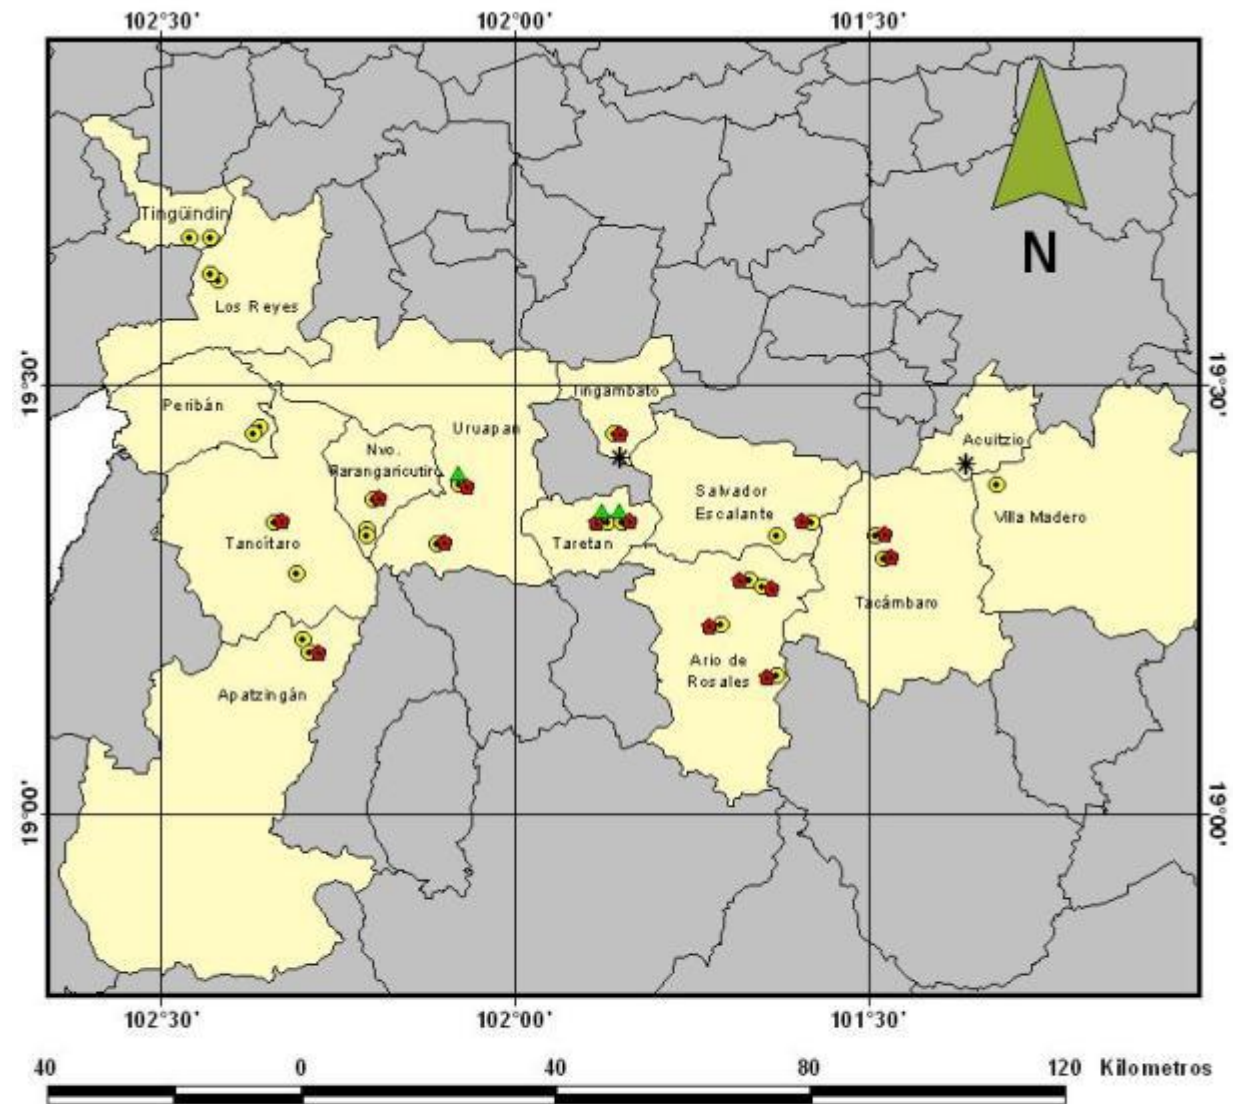 102°30' 102°00' 101°30'
N
Tingüindin
Los Reyes
19°30' 19°30'
Tingambato
Peribán
Uruapan
Acuitzio
Nvo.
Parangaricutiro
Salvador
Escalante
Villa Madero
Tancítaro
Taretan
Tacámbaro
Ario de
Rosales
Apatzingán
19°00' 19°00'
102°30' 102°00' 101°30'
40 0 40 80 120 Kilometros